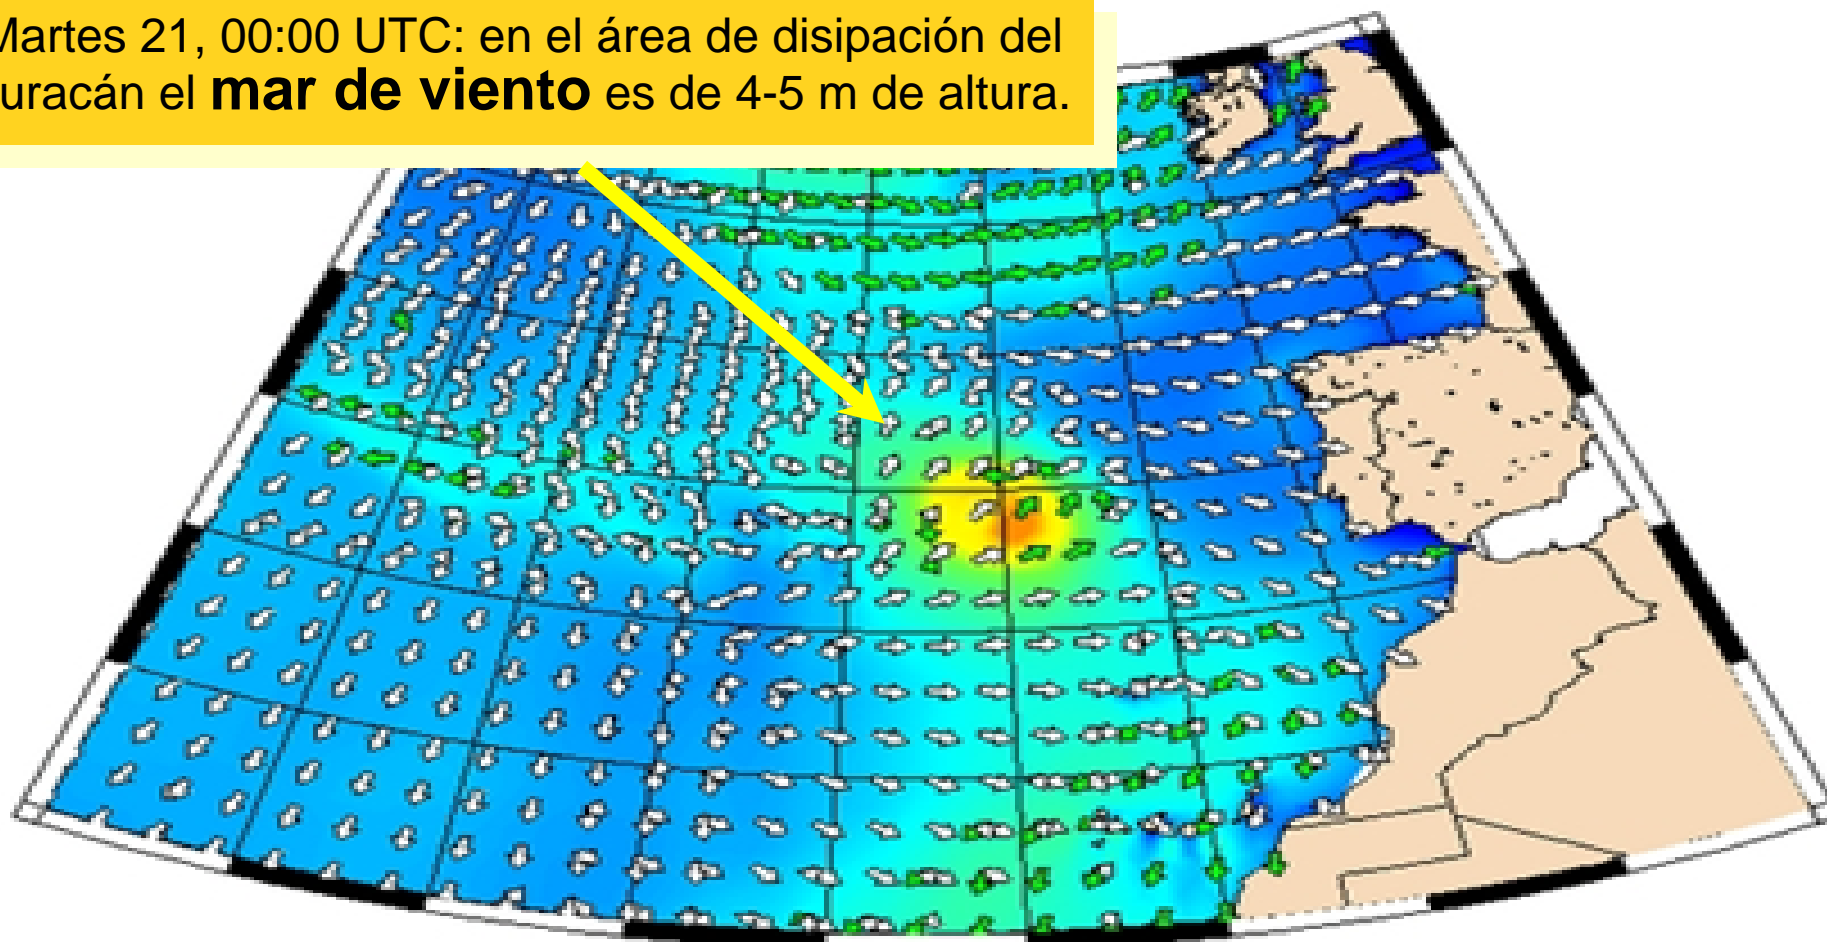 Martes 21, 00:00 UTC: en el área de disipación del
uracán el mar de viento es de 4-5 m de altura.